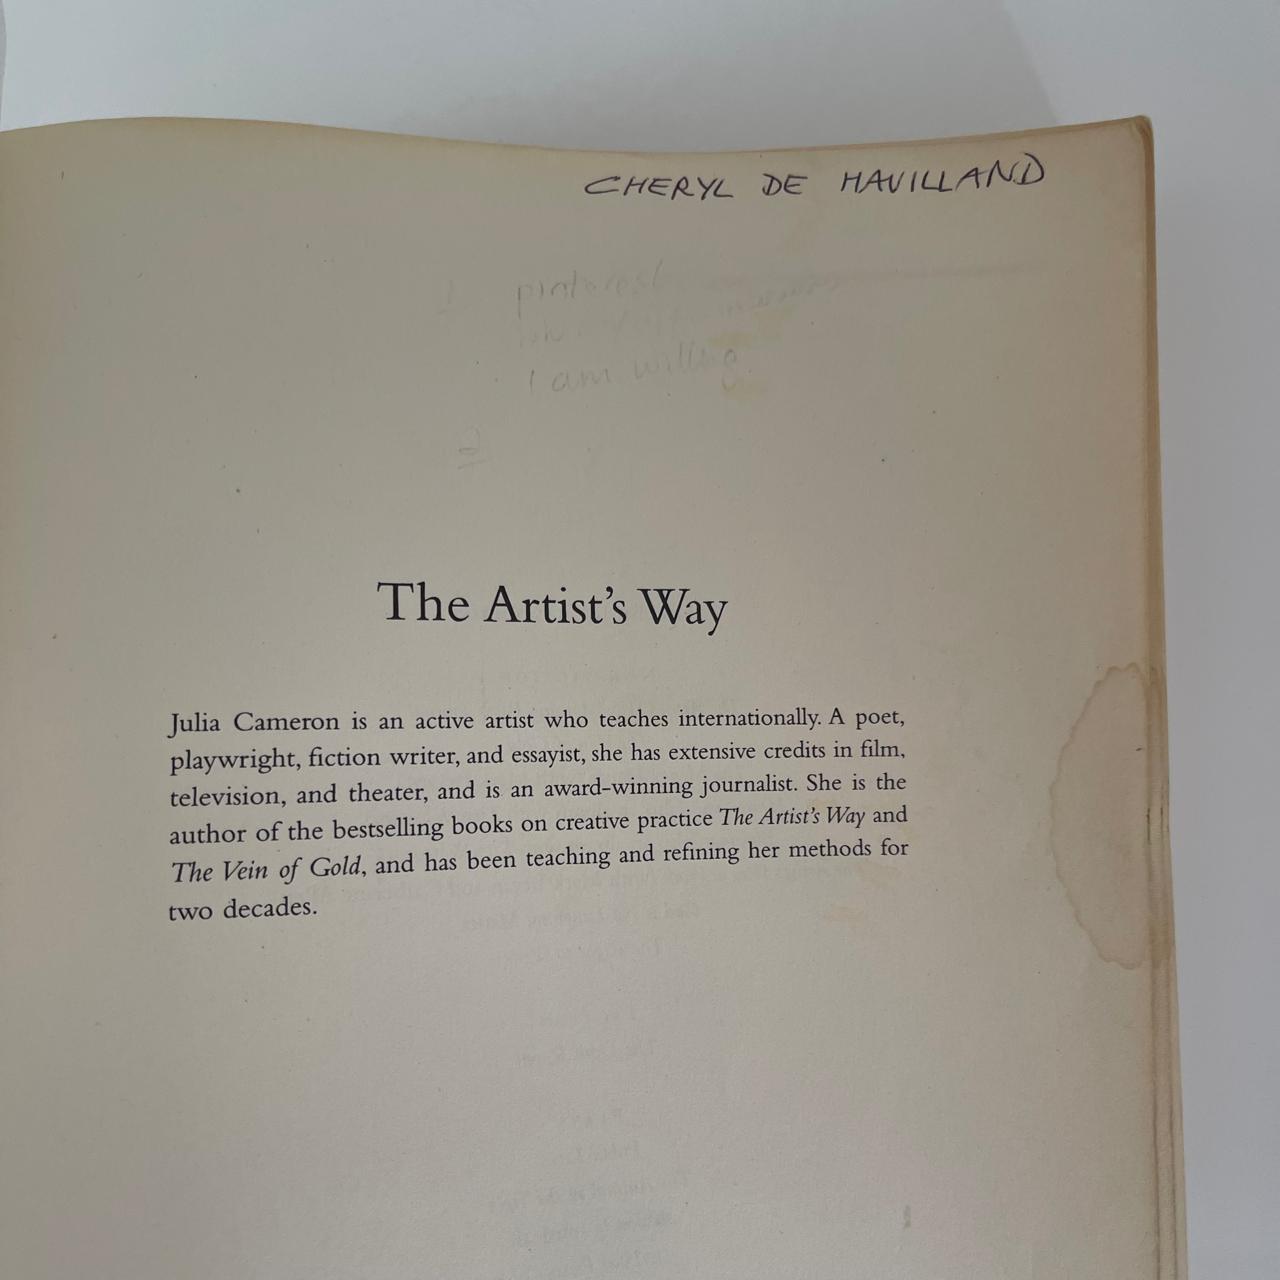 CHERYL DE HAVILLAND
pinterest
I am willing
2
The Artist's Way
Julia Cameron is an active artist who teaches internationally. A poet,
playwright, fiction writer, and essayist, she has extensive credits in film,
television, and theater, and is an award-winning journalist. She is the
author of the bestselling books on creative practice The Artist's Way and
The Vein of Gold, and has been teaching and refining her methods for
two decades.